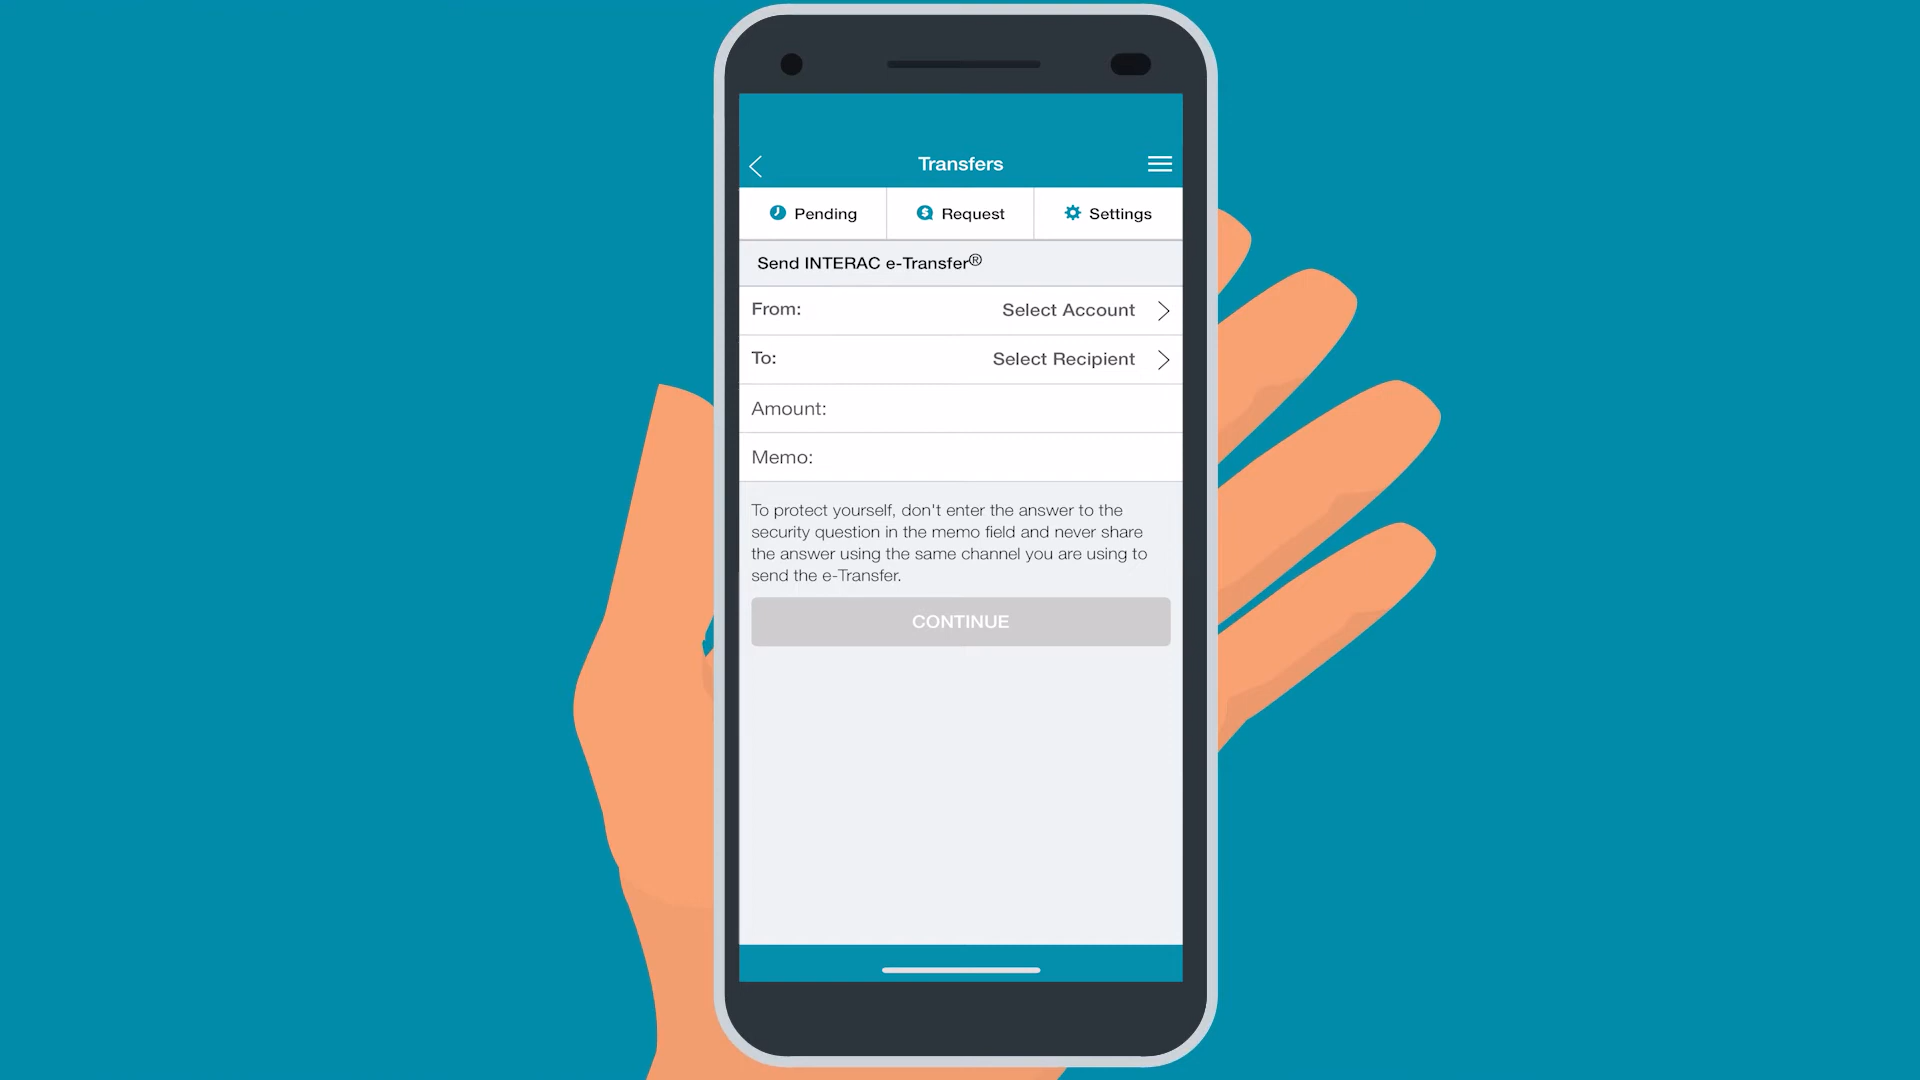 Transfers
Pending
Request
Settings
Send INTERAC e-Transfer®
From: Select Account
To: Select Recipient
Amount:
Memo:
To protect yourself, don't enter the answer to the
security question in the memo field and never share
the answer using the same channel you are using to
send the e-Transfer.
CONTINUE